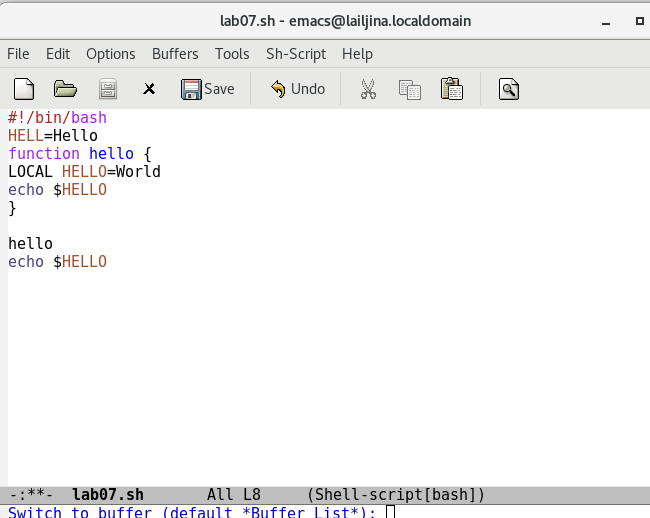 lab07.sh - emacs@lailjina.localdomain
File Edit Options Buffers Tools Sh-Script Help
Save Undo
#!/bin/bash
HELL=Hello
function hello {
LOCAL HELLO=World
echo $HELLO
}
hello
echo $HELLO
-:**- lab07.sh All L8 (Shell-script[bash])
Switch to buffer (default *Buffer List*):